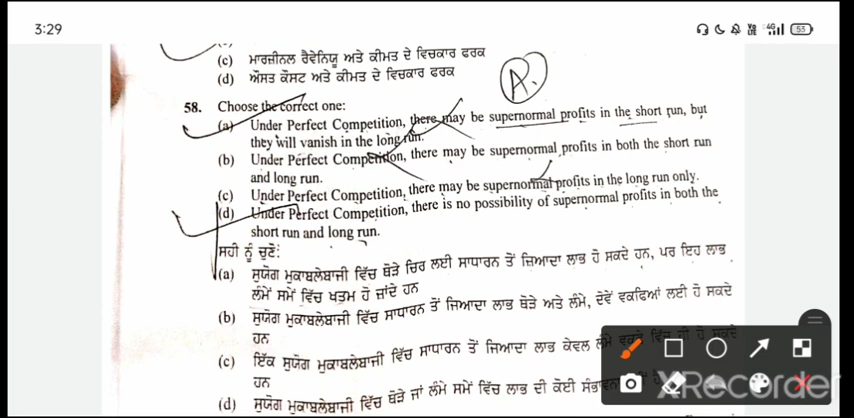 3:29
4G
53
(c) ਮਾਰਜ਼ੀਨਲ ਰੈਵੇਨਿਯੂ ਅਤੇ ਕੀਮਤ ਦੇ ਵਿਚਕਾਰ ਫਰਕ
(d) ਔਸਤ ਕੌਸਟ ਅਤੇ ਕੀਮਤ ਦੇ ਵਿਚਕਾਰ ਫਰਕ
A.
58. Choose the correct one:
(a) Under Perfect Competition, there may be supernormal profits in the short run, but
they will vanish in the long run.
(b) Under Perfect Competition, there may be supernormal profits in both the short run
and long run.
(c) Under Perfect Competition, there may be supernormal profits in the long run only.
(d) Under Perfect Competition, there is no possibility of supernormal profits in both the
short run and long run.
ਸਹੀ ਨੂੰ ਚੁਣੋ:
(a) ਸੁਯੋਗ ਮੁਕਾਬਲੇਬਾਜੀ ਵਿੱਚ ਥੋੜੇ ਚਿਰ ਲਈ ਸਾਧਾਰਨ ਤੋਂ ਜ਼ਿਆਦਾ ਲਾਭ ਹੋ ਸਕਦੇ ਹਨ, ਪਰ ਇਹ ਲਾਭ
ਲੰਮੇਂ ਸਮੇਂ ਵਿੱਚ ਖਤਮ ਹੋ ਜਾਂਦੇ ਹਨ
(b) ਸੁਯੋਗ ਮੁਕਾਬਲੇਬਾਜੀ ਵਿੱਚ ਸਾਧਾਰਨ ਤੋਂ ਜਿਆਦਾ ਲਾਭ ਥੋੜੇ ਅਤੇ ਲੰਮੇ, ਦੋਵੇਂ ਵਕਫਿਆਂ ਲਈ ਹੋ ਸਕਦੇ
ਹਨ
(c) ਇੱਕ ਸੁਯੋਗ ਮੁਕਾਬਲੇਬਾਜੀ ਵਿੱਚ ਸਾਧਾਰਨ ਤੋਂ ਜਿਆਦਾ ਲਾਭ ਕੇਵਲ ਲੰਮੇ
ਹਨ
(d) ਸੁਯੋਗ ਮੁਕਾਬਲੇਬਾਜੀ ਵਿੱਚ ਥੋੜੇ ਜਾਂ ਲੰਮੇ ਸਮੇਂ ਵਿੱਚ ਲਾਭ ਦੀ ਕੋਈ
XRecorder